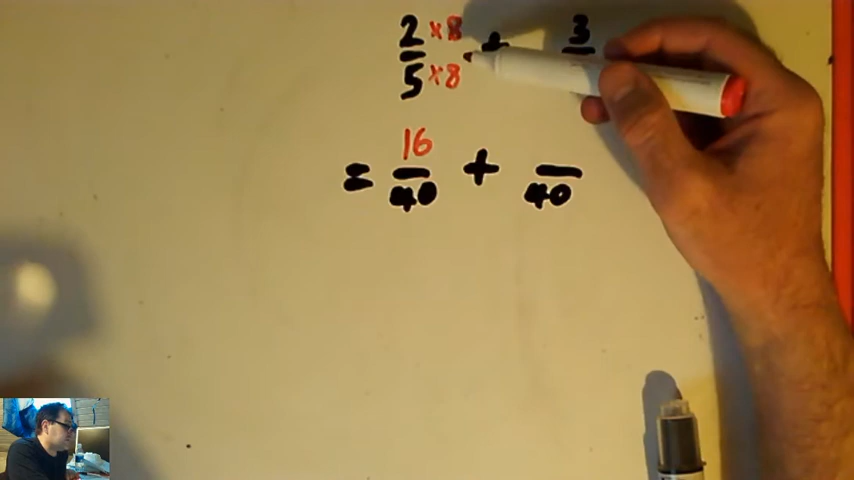 2 ×8 + 3
5 ×8
16
= — + —
40 40